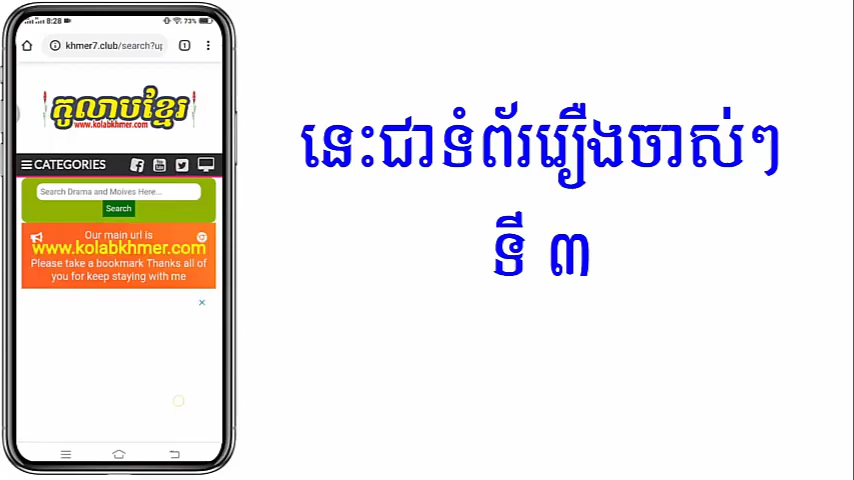 8:28
73%
khmer7.club/search?up
1
កូលាបខ្មែរ
www.kolabkhmer.com
CATEGORIES
Search Drama and Moives Here...
Search
Our main url is
www.kolabkhmer.com
Please take a bookmark Thanks all of
you for keep staying with me
នេះជាទំព័ររឿងចាស់ៗ
ទី ៣